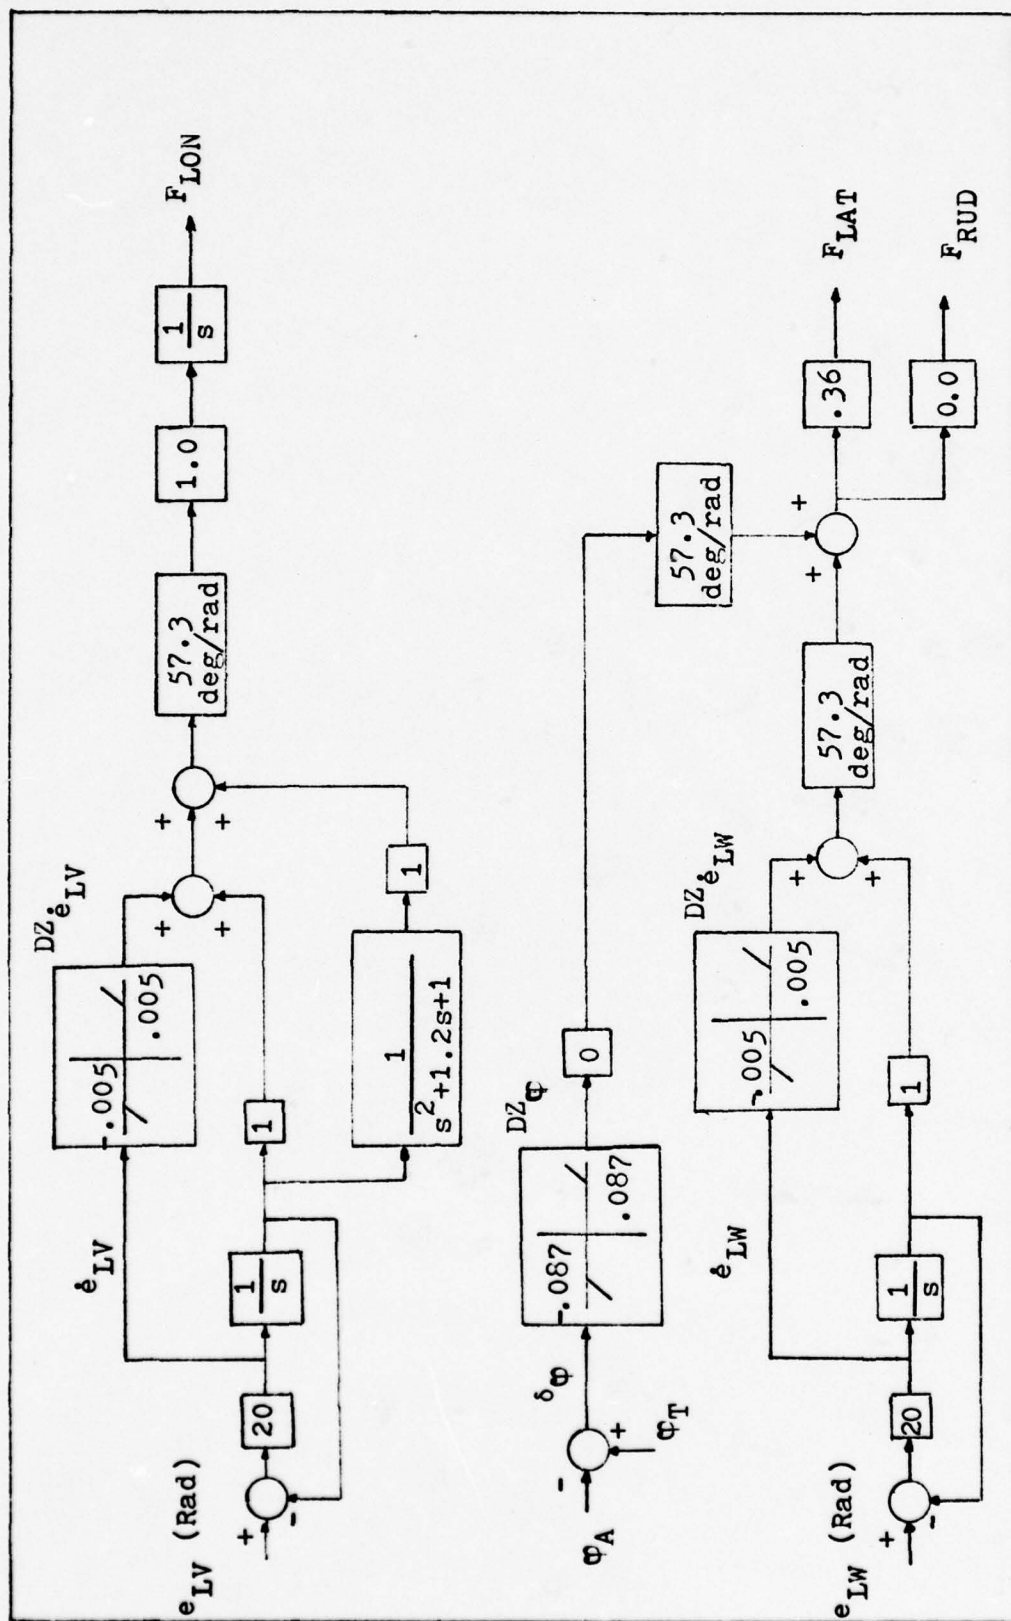 e_LV (Rad)
+
-
20
ė_LV
1
s
-.005
.005
DZ_ė_LV
1
1
s²+1.2s+1
1
+
+
+
+
57.3
deg/rad
1.0
1
s
F_LON
φ_A
-
+
φ_T
δ_φ
-.087
.087
DZ_φ
0
57.3
deg/rad
e_LW (Rad)
+
-
20
ė_LW
1
s
-.005
.005
DZ_ė_LW
1
+
+
57.3
deg/rad
+
+
.36
F_LAT
0.0
F_RUD